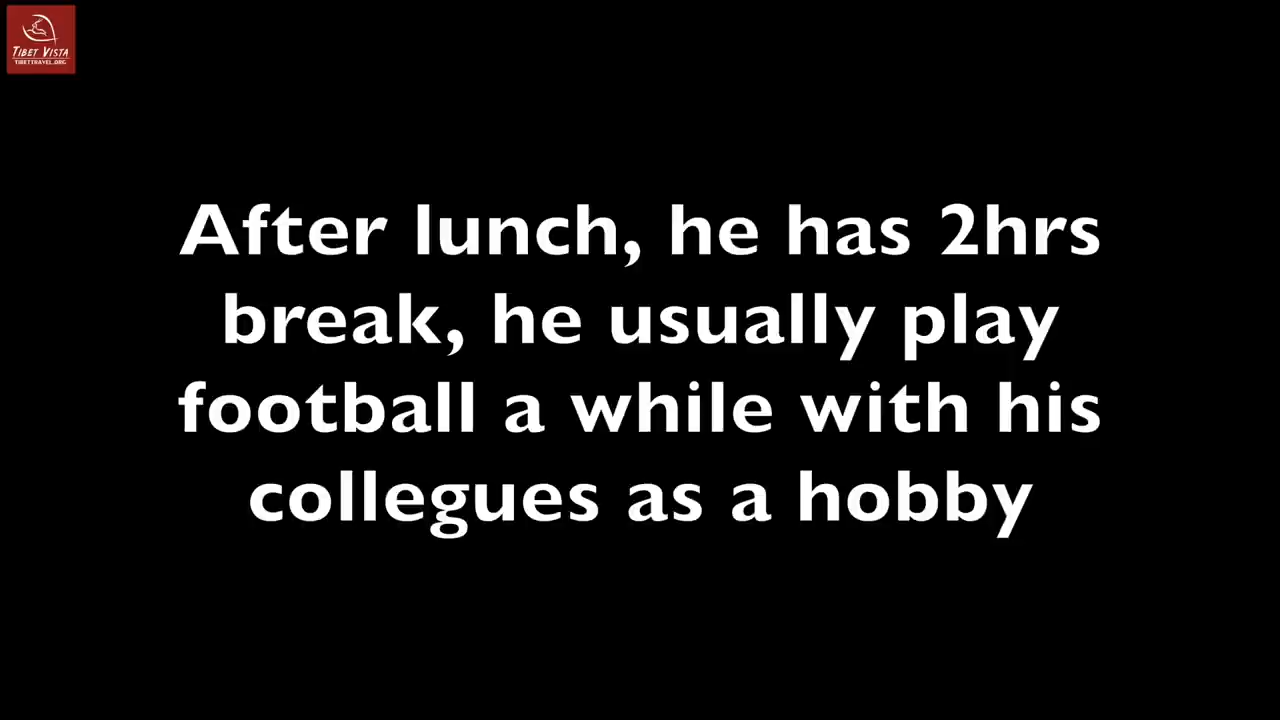 TIBET VISTA
TIBETTRAVEL.ORG
After lunch, he has 2hrs
break, he usually play
football a while with his
collegues as a hobby